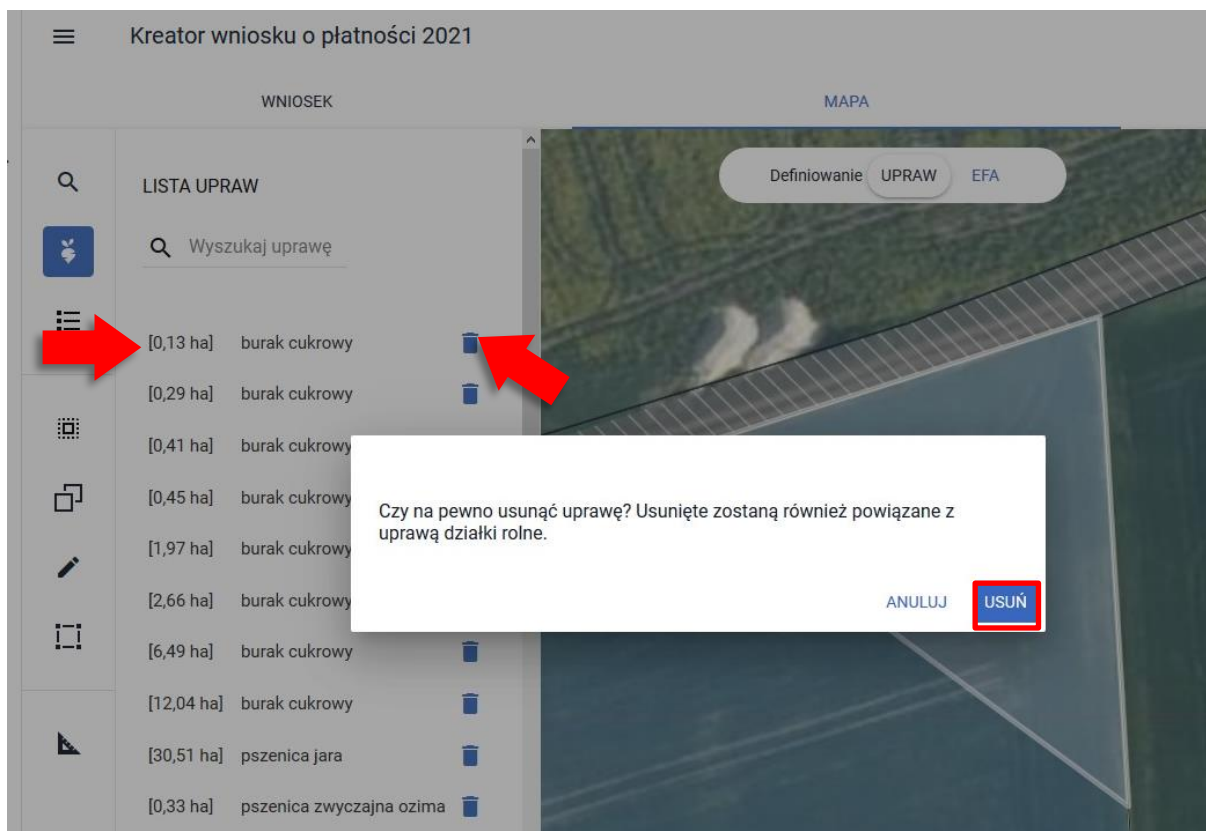 Kreator wniosku o płatności 2021
WNIOSEK
MAPA
LISTA UPRAW
Wyszukaj uprawę
Definiowanie UPRAW EFA
[0,13 ha] burak cukrowy
[0,29 ha] burak cukrowy
[0,41 ha] burak cukrowy
[0,45 ha] burak cukrowy
[1,97 ha] burak cukrowy
[2,66 ha] burak cukrowy
[6,49 ha] burak cukrowy
[12,04 ha] burak cukrowy
[30,51 ha] pszenica jara
[0,33 ha] pszenica zwyczajna ozima
Czy na pewno usunąć uprawę? Usunięte zostaną również powiązane z
uprawą działki rolne.
ANULUJ USUŃ